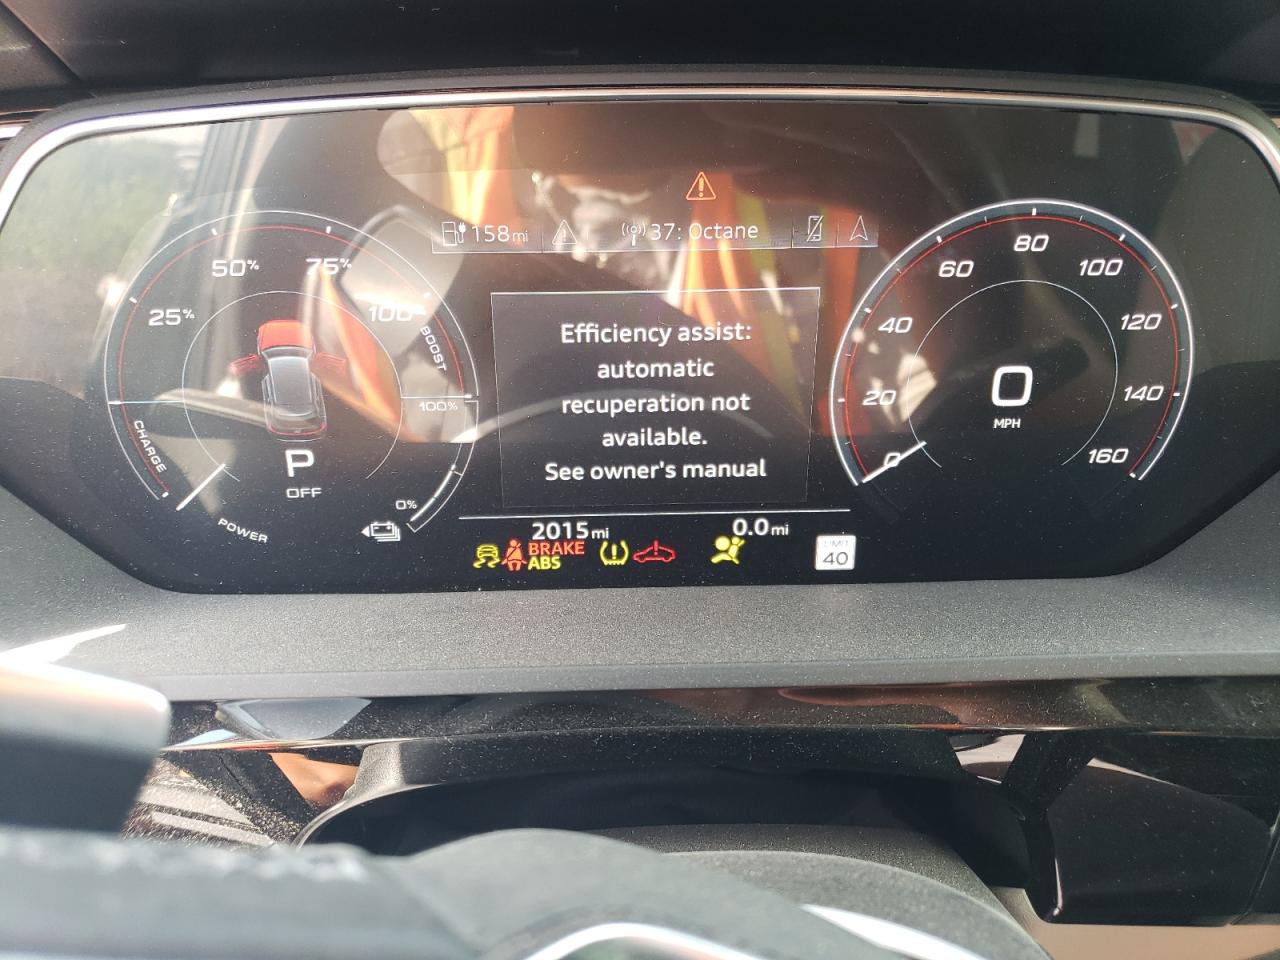 158mi
37: Octane
25%
50%
75%
100
BOOST
100%
CHARGE
P
OFF
POWER
0%
Efficiency assist:
automatic
recuperation not
available.
See owner's manual
0
20
40
60
80
100
120
140
160
0
MPH
2015mi
0.0mi
BRAKE
ABS
LIMIT
40